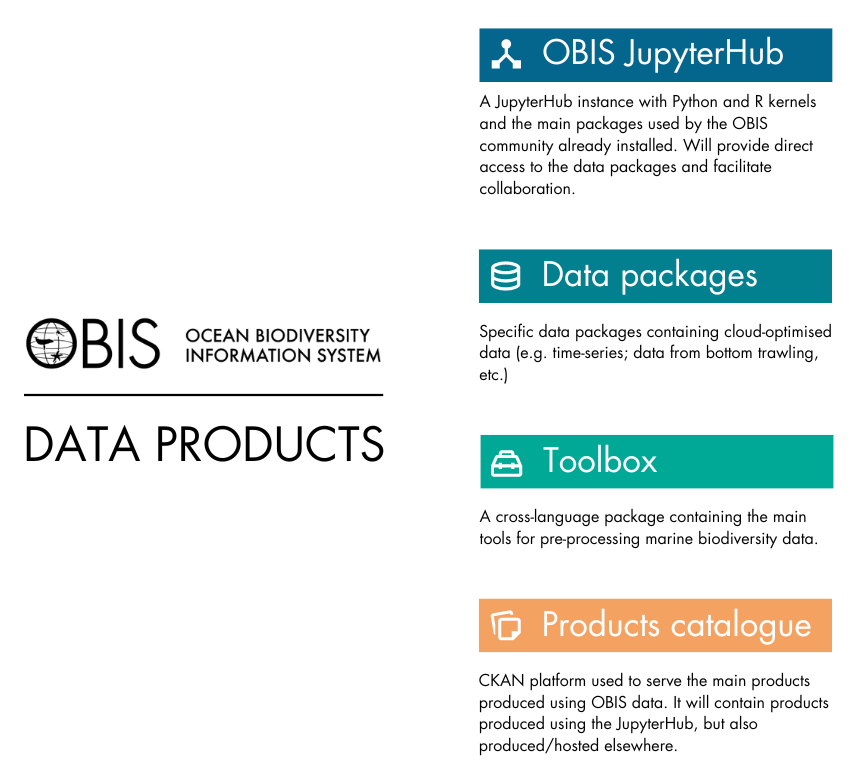 OBIS
OCEAN BIODIVERSITY
INFORMATION SYSTEM
DATA PRODUCTS
OBIS JupyterHub
A JupyterHub instance with Python and R kernels
and the main packages used by the OBIS
community already installed. Will provide direct
access to the data packages and facilitate
collaboration.
Data packages
Specific data packages containing cloud-optimised
data (e.g. time-series; data from bottom trawling,
etc.)
Toolbox
A cross-language package containing the main
tools for pre-processing marine biodiversity data.
Products catalogue
CKAN platform used to serve the main products
produced using OBIS data. It will contain products
produced using the JupyterHub, but also
produced/hosted elsewhere.